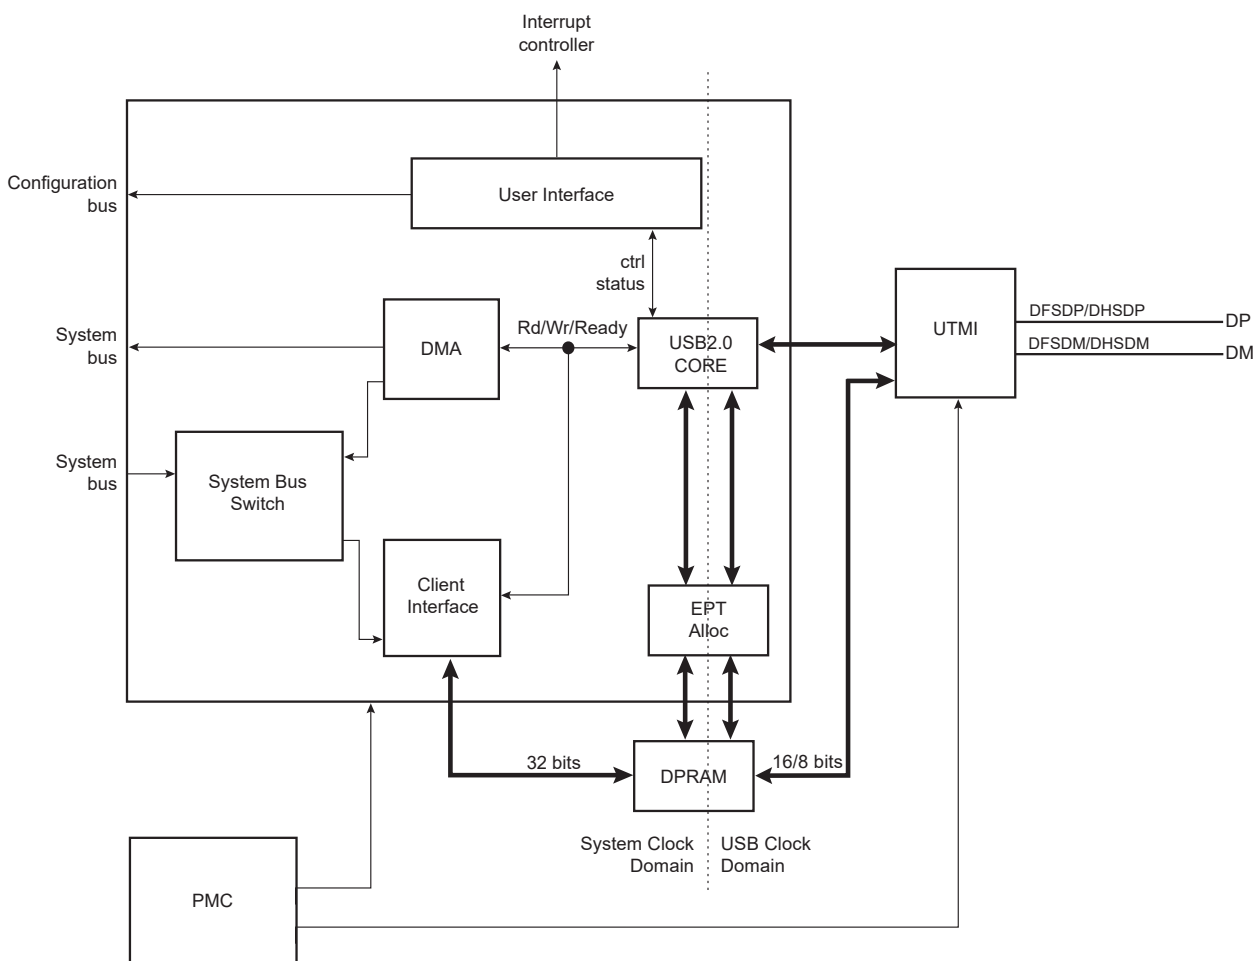 Interrupt
controller
Configuration
bus
User Interface
ctrl
status
System
bus
DMA
Rd/Wr/Ready
USB2.0
CORE
UTMI
DFSDP/DHSDP
DP
DFSDM/DHSDM
DM
System
bus
System Bus
Switch
Client
Interface
EPT
Alloc
32 bits
DPRAM
16/8 bits
System Clock
Domain
USB Clock
Domain
PMC